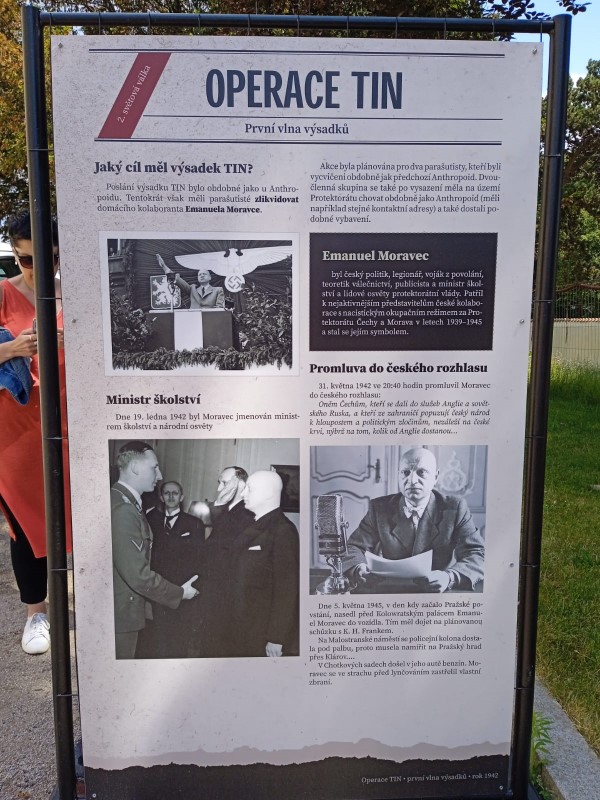 2. světová válka
OPERACE TIN
První vlna výsadků
Jaký cíl měl výsadek TIN?
Poslání výsadku TIN bylo obdobné jako u Anthro-
poidu. Tentokrát však měli parašutisté zlikvidovat
domácího kolaboranta Emanuela Moravce.
Ministr školství
Dne 19. ledna 1942 byl Moravec jmenován minist-
rem školství a národní osvěty
Akce byla plánována pro dva parašutisty, kteří byli
vycvičeni obdobně jak předchozí Anthropoid. Dvou-
členná skupina se také po vysazení měla na území
Protektorátu chovat obdobně jako Anthropoid (měli
například stejné kontaktní adresy) a také dostali po-
dobné vybavení.
Emanuel Moravec
byl český politik, legionář, voják z povolání,
teoretik válečnictví, publicista a ministr škol-
ství a lidové osvěty protektorátní vlády. Patřil
k nejaktivnějším představitelům české kolabo-
race s nacistickým okupačním režimem za Pro-
tektorátu Čechy a Morava v letech 1939–1945
a stal se jejím symbolem.
Promluva do českého rozhlasu
31. května 1942 ve 20:40 hodin promluvil Moravec
do českého rozhlasu:
Oněm Čechům, kteří se dali do služeb Anglie a sovět-
ského Ruska, a kteří ze zahraničí popuzují český národ
k hloupostem a politickým zločinům, nezáleží na české
krvi, nýbrž na tom, kolik od Anglie dostanou...
Dne 5. května 1945, v den kdy začalo Pražské po-
vstání, nasedl před Kolowratským palácem Emanu-
el Moravec do vozidla. Tím měl dojet na plánovanou
schůzku s K. H. Frankem.
Na Malostranské náměstí se policejní kolona dosta-
la pod palbu, proto musela namířit na Pražský hrad
přes Klárov....
V Chotkových sadech došel v jeho autě benzín. Mo-
ravec se ve strachu před lynčováním zastřelil vlastní
zbraní.
Operace TIN • první vlna výsadků • rok 1942